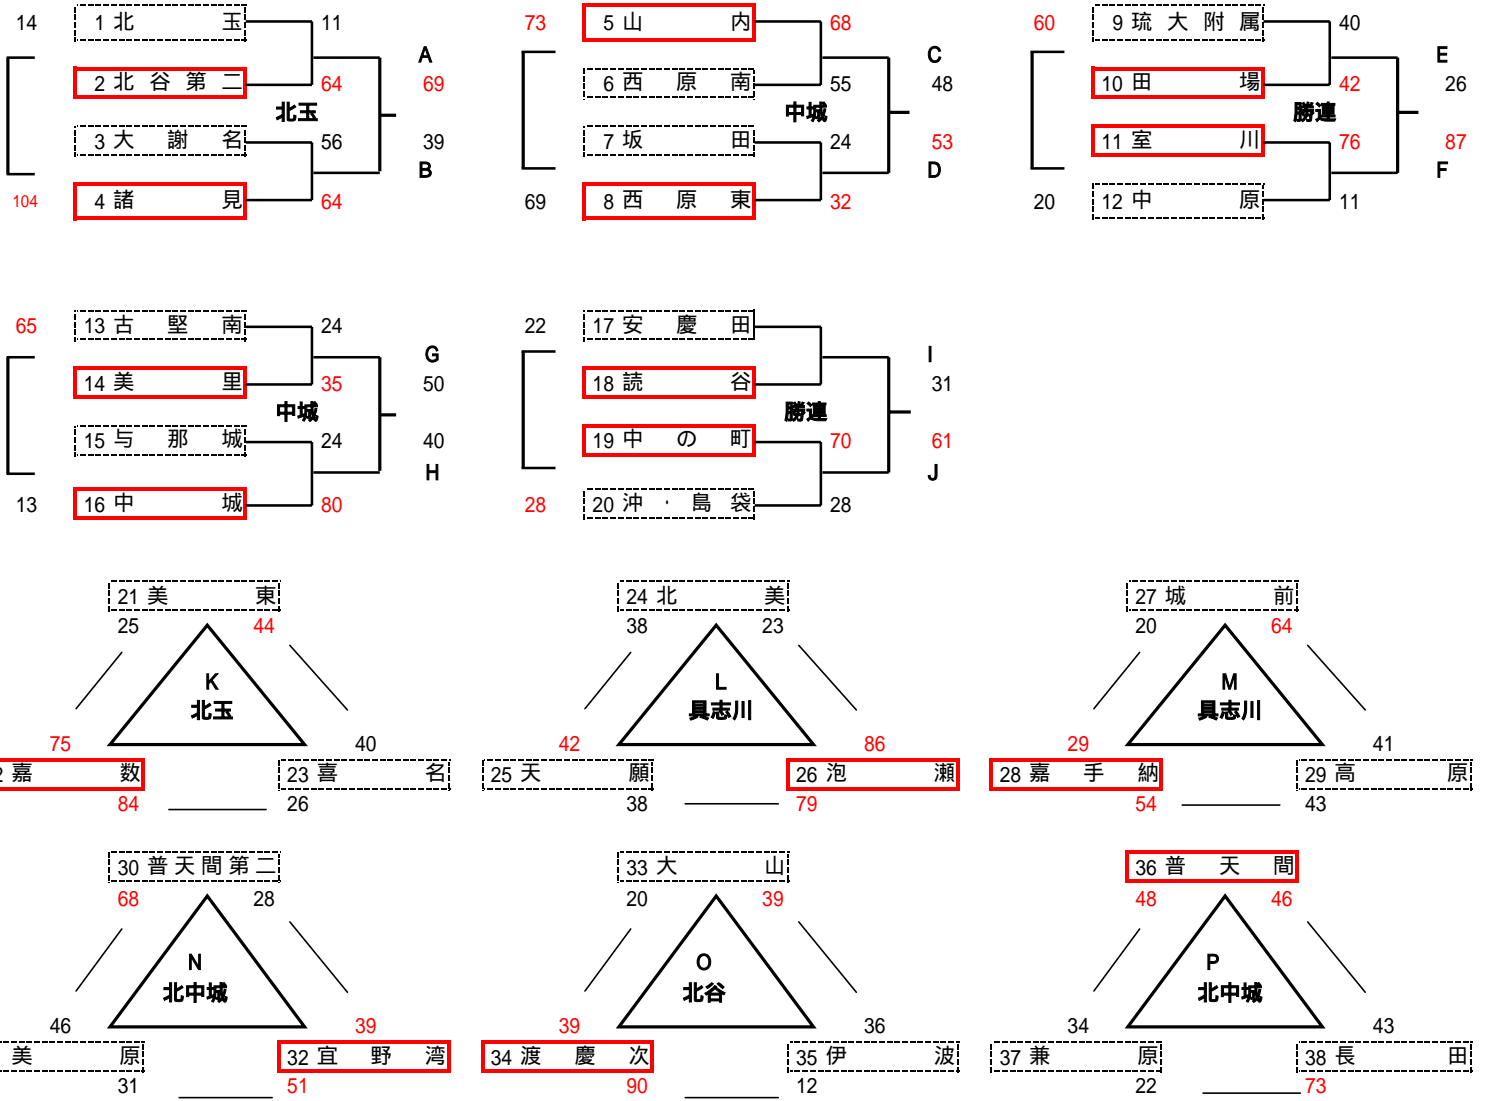 14 1 北 玉 11 73 5 山 内 68 60 9 琉 大 附 属 40
A C E
2 北 谷 第 二 64 69 6 西 原 南 55 48 10 田 場 42 26
北玉 中城 勝連
3 大 謝 名 56 39 7 坂 田 24 53 11 室 川 76 87
B D F
104 4 諸 見 64 69 8 西 原 東 32 20 12 中 原 11
65 13 古 堅 南 24 22 17 安 慶 田
G I
14 美 里 35 50 18 読 谷 31
中城 勝連
15 与 那 城 24 40 19 中 の 町 70 61
H J
13 16 中 城 80 28 20 沖 ・ 島 袋 28
21 美 東 24 北 美 27 城 前
25 44 38 23 20 64
K L M
北玉 具志川 具志川
75 40 42 86 29 41
2 嘉 数 23 喜 名 25 天 願 26 泡 瀬 28 嘉 手 納 29 高 原
84 26 38 79 54 43
30 普 天 間 第 二 33 大 山 36 普 天 間
68 28 20 39 48 46
N O P
北中城 北谷 北中城
46 39 39 36 34 43
美 原 32 宜 野 湾 34 渡 慶 次 35 伊 波 37 兼 原 38 長 田
31 51 90 12 22 73